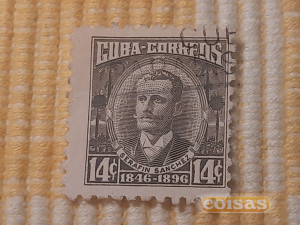 CUBA-CORREOS
SERAFIN SANCHEZ
14¢ 14¢
1846-1896
coisas